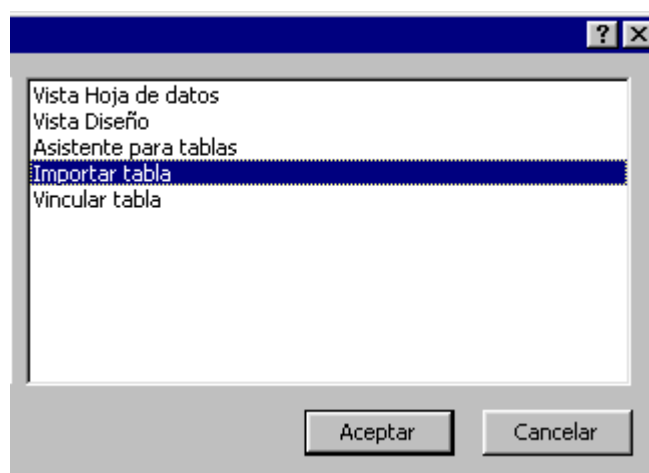 Vista Hoja de datos
Vista Diseño
Asistente para tablas
Importar tabla
Vincular tabla
Aceptar Cancelar